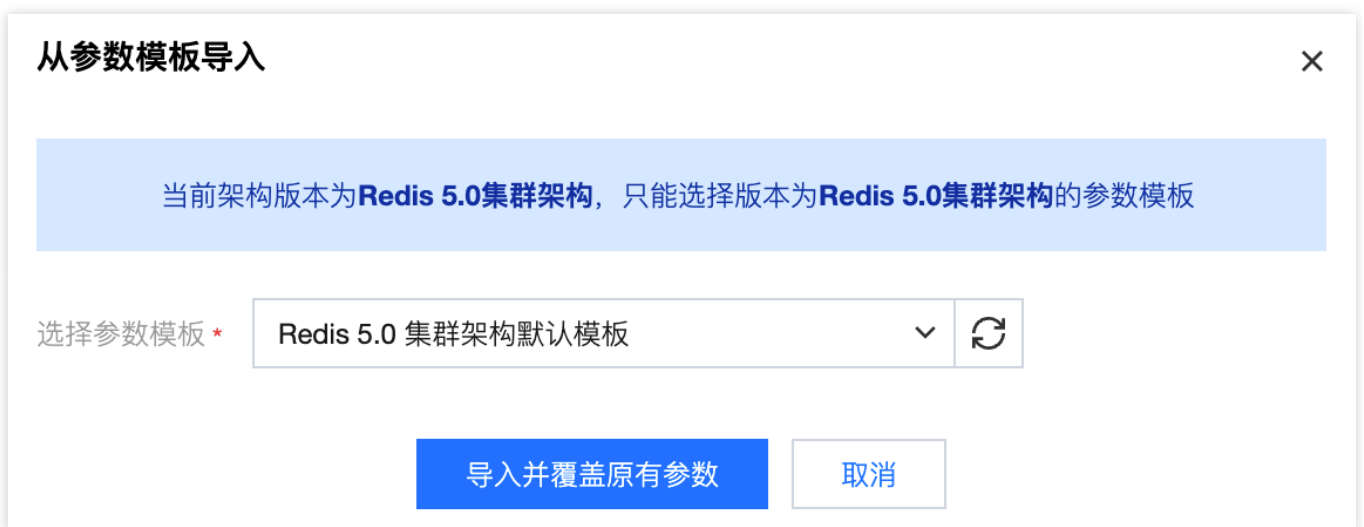 从参数模板导入
当前架构版本为Redis 5.0集群架构，只能选择版本为Redis 5.0集群架构的参数模板
选择参数模板 * Redis 5.0 集群架构默认模板
导入并覆盖原有参数 取消